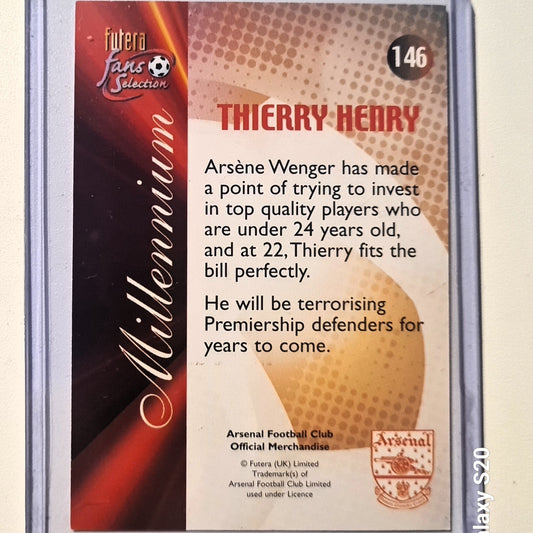 futera
fans
Selection
146
Millennium
THIERRY HENRY
Arsène Wenger has made
a point of trying to invest
in top quality players who
are under 24 years old,
and at 22, Thierry fits the
bill perfectly.
He will be terrorising
Premiership defenders for
years to come.
Arsenal Football Club
Official Merchandise
© Futera (UK) Limited
Trademark(s) of
Arsenal Football Club Limited
used under Licence
Arsenal
alaxy S20